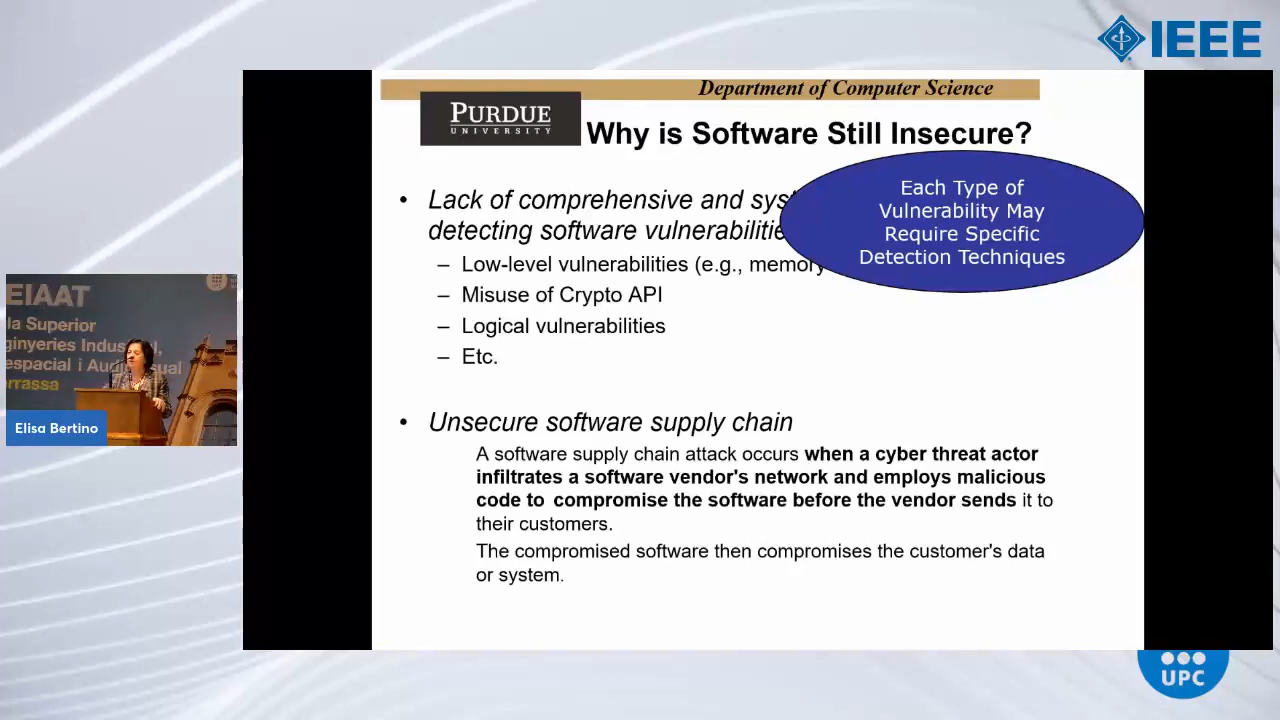 IEEE
Department of Computer Science
PURDUE
UNIVERSITY
Why is Software Still Insecure?
• Lack of comprehensive and
detecting software
– Low-level vulnerabilities (e.g., memory
– Misuse of Crypto API
– Logical vulnerabilities
– Etc.
Each Type of
Vulnerability May
Require Specific
Detection Techniques
• Unsecure software supply chain
A software supply chain attack occurs when a cyber threat actor
infiltrates a software vendor's network and employs malicious
code to compromise the software before the vendor sends it to
their customers.
The compromised software then compromises the customer's data
or system.
EIAAT
la Superior
ginyeries Industrial,
espacial i Audiovisual
rrassa
Elisa Bertino
UPC